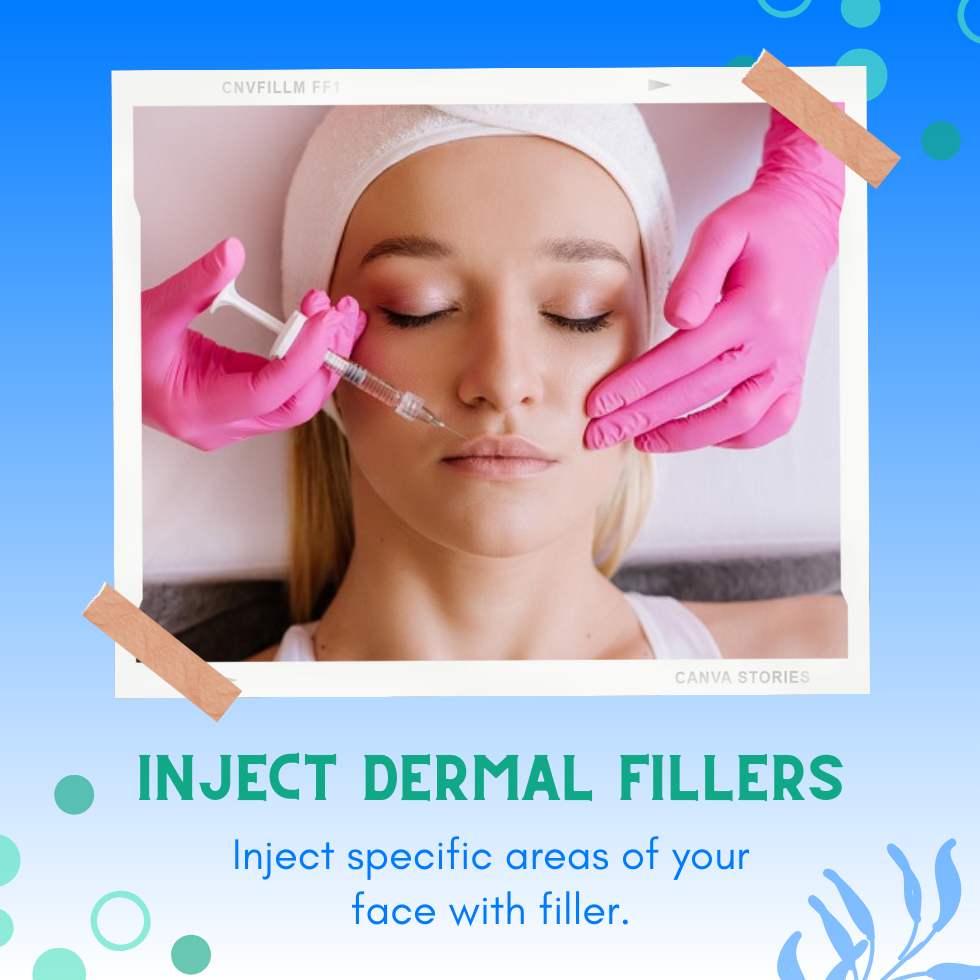 CNVFILLM FF1
CANVA STORIES
INJECT DERMAL FILLERS
Inject specific areas of your
face with filler.